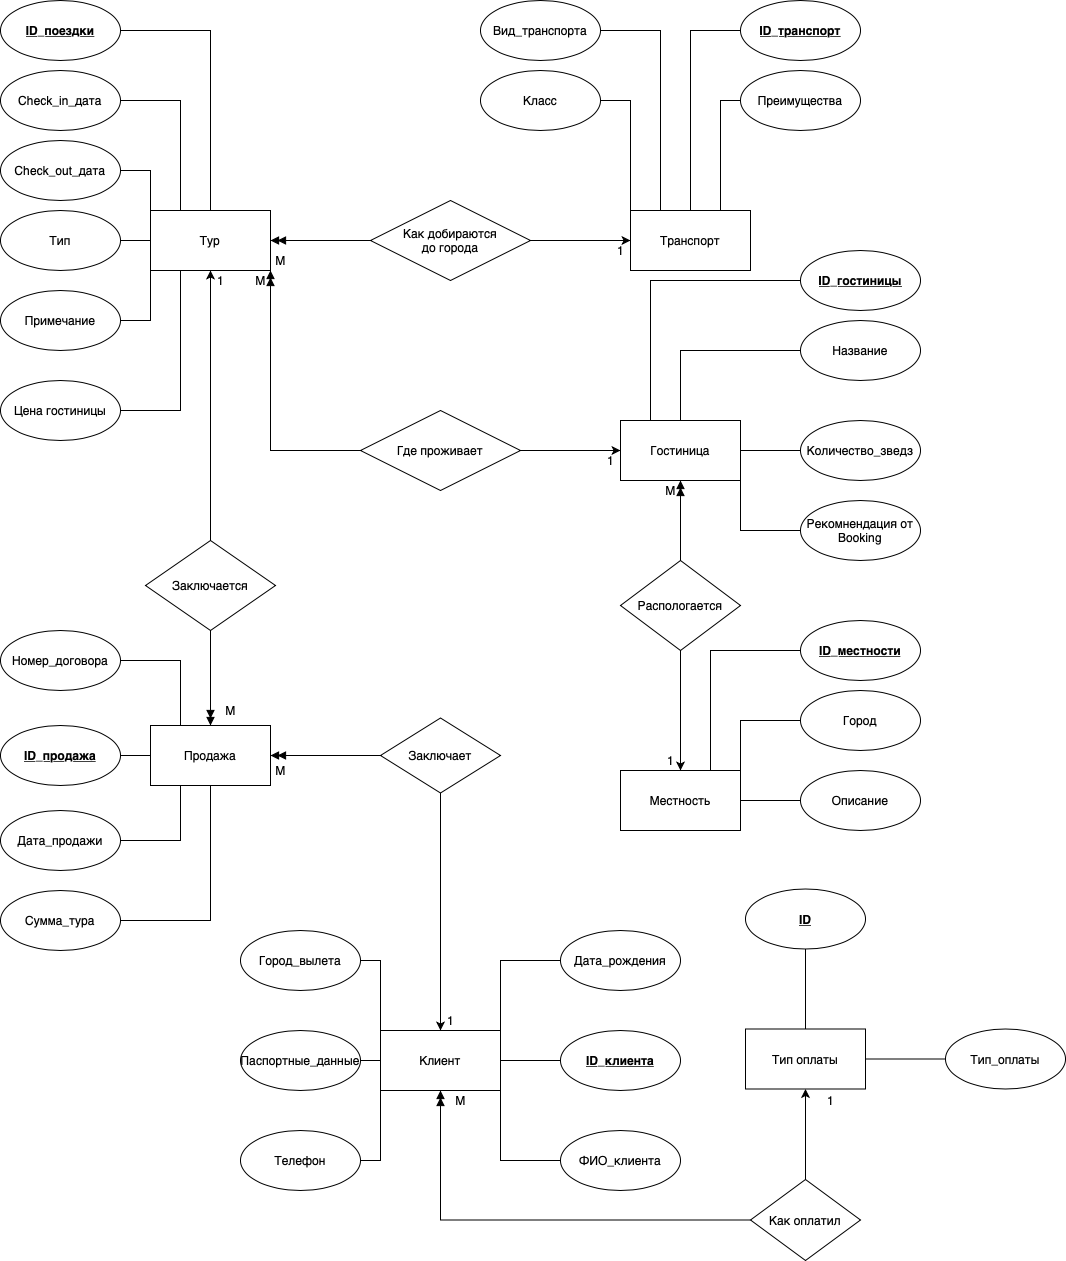 ID_поездки
Check_in_дата
Check_out_дата
Тип
Примечание
Цена гостиницы
Тур
М
М
1
Как добираются
до города
1
Вид_транспорта
Класс
ID_транспорт
Преимущества
Транспорт
ID_гостиницы
Название
Количество_зведз
Рекомнендация от
Booking
Где проживает
1
Гостиница
М
Распологается
1
ID_местности
Город
Описание
Местность
Заключается
М
Номер_договора
ID_продажа
Дата_продажи
Сумма_тура
Продажа
М
Заключает
1
Город_вылета
Паспортные_данные
Телефон
Клиент
Дата_рождения
ID_клиента
ФИО_клиента
М
ID
Тип оплаты
Тип_оплаты
1
Как оплатил